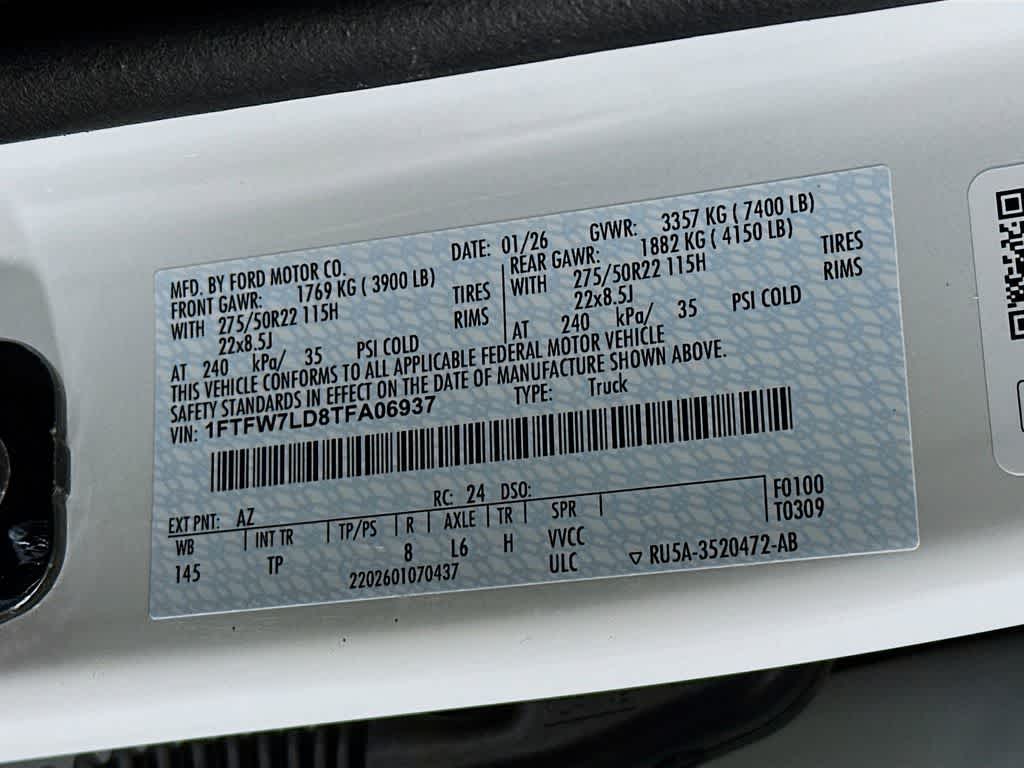 MFD. BY FORD MOTOR CO.
DATE: 01/26 GVWR: 3357 KG ( 7400 LB)
FRONT GAWR: 1769 KG ( 3900 LB)
WITH 275/50R22 115H TIRES
22x8.5J RIMS
AT 240 kPa/ 35 PSI COLD
REAR GAWR: 1882 KG ( 4150 LB)
WITH 275/50R22 115H TIRES
22x8.5J RIMS
AT 240 kPa/ 35 PSI COLD
THIS VEHICLE CONFORMS TO ALL APPLICABLE FEDERAL MOTOR VEHICLE
SAFETY STANDARDS IN EFFECT ON THE DATE OF MANUFACTURE SHOWN ABOVE.
VIN: 1FTFW7LD8TFA06937 TYPE: Truck
EXT PNT: AZ RC: 24 DSO:
WB INT TR TP/PS R AXLE TR SPR
145 TP 8 L6 H VVCC
ULC
F0100
T0309
2202601070437
▽ RU5A-3520472-AB